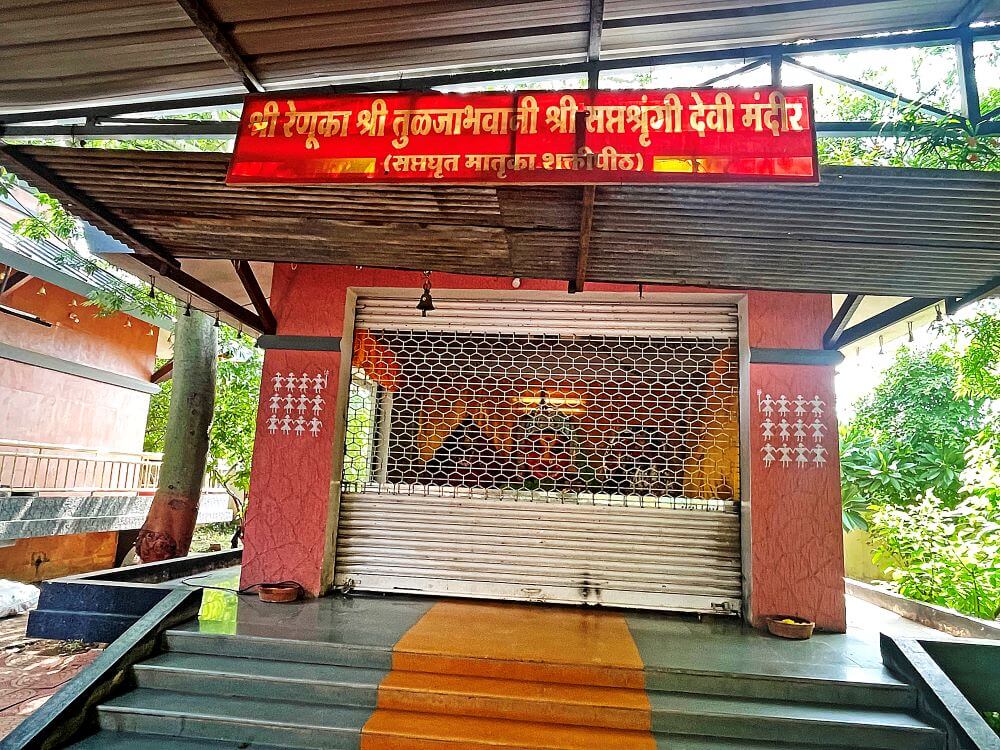 श्री रेणूका श्री तुळजाभवानी श्री सप्तश्रृंगी देवी मंदीर
(सप्तघृत मातृका शक्तीपीठ)